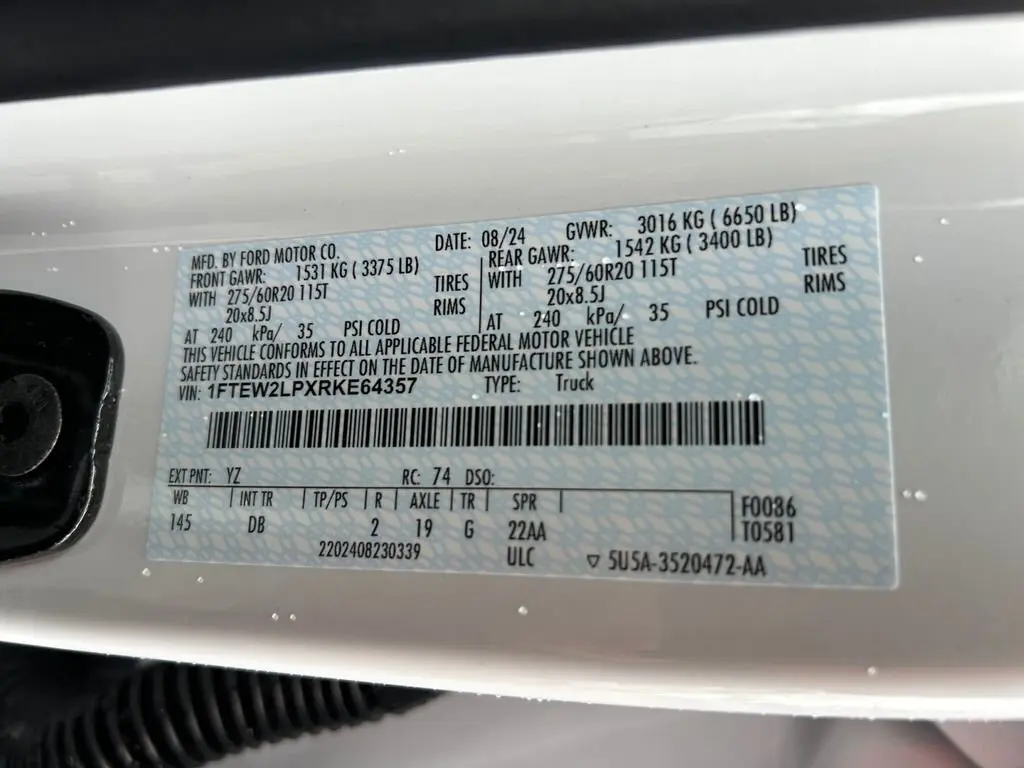 MFD. BY FORD MOTOR CO. DATE: 08/24 GVWR: 3016 KG ( 6650 LB)
FRONT GAWR: 1531 KG ( 3375 LB) REAR GAWR: 1542 KG ( 3400 LB)
WITH 275/60R20 115T TIRES WITH 275/60R20 115T TIRES
20x8.5J RIMS 20x8.5J RIMS
AT 240 kPa/ 35 PSI COLD AT 240 kPa/ 35 PSI COLD
THIS VEHICLE CONFORMS TO ALL APPLICABLE FEDERAL MOTOR VEHICLE
SAFETY STANDARDS IN EFFECT ON THE DATE OF MANUFACTURE SHOWN ABOVE.
VIN: 1FTEW2LPXRKE64357 TYPE: Truck
EXT PNT: YZ RC: 74 DSO:
WB INT TR TP/PS R AXLE TR SPR F0086
145 DB 2 19 G 22AA T0581
2202408230339 ULC ▽ 5U5A-3520472-AA